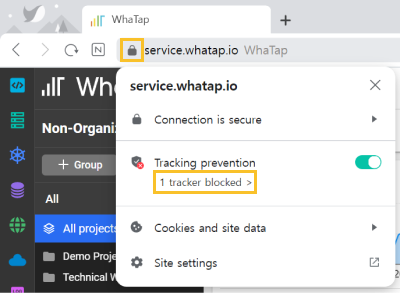 WhaTap
N
service.whatap.io WhaTap
Wha
service.whatap.io
Non-Organiz
Connection is secure
+ Group
Tracking prevention
1 tracker blocked >
All
All projects
Cookies and site data
Demo Proje
Technical W
Site settings